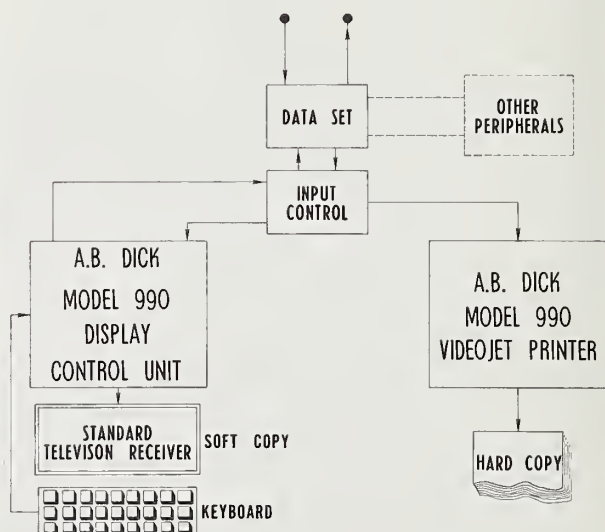 DATA SET
OTHER
PERIPHERALS
INPUT
CONTROL
A.B. DICK
MODEL 990
DISPLAY
CONTROL UNIT
A.B. DICK
MODEL 990
VIDEOJET PRINTER
STANDARD
TELEVISON RECEIVER
SOFT COPY
HARD COPY
KEYBOARD